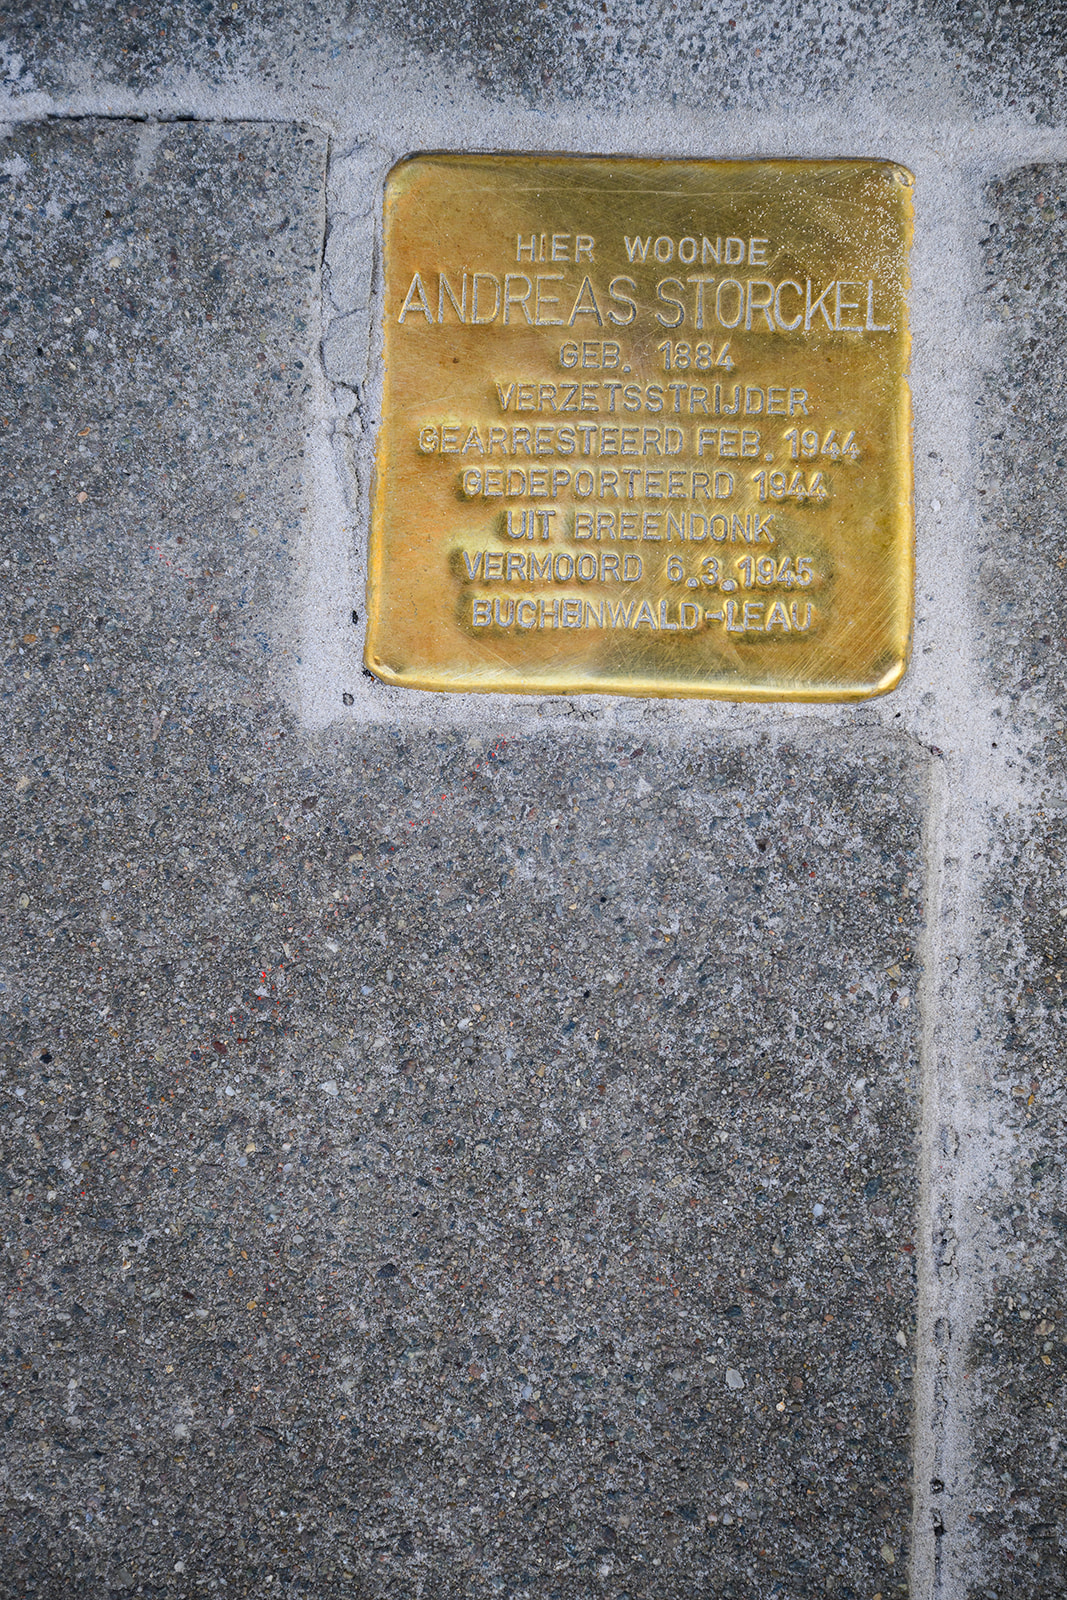 HIER WOONDE
ANDREAS STORCKEL
GEB. 1884
VERZETSSTRIJDER
GEARRESTEERD FEB. 1944
GEDEPORTEERD 1944
UIT BREENDONK
VERMOORD 6.3.1945
BUCHENWALD-LEAU